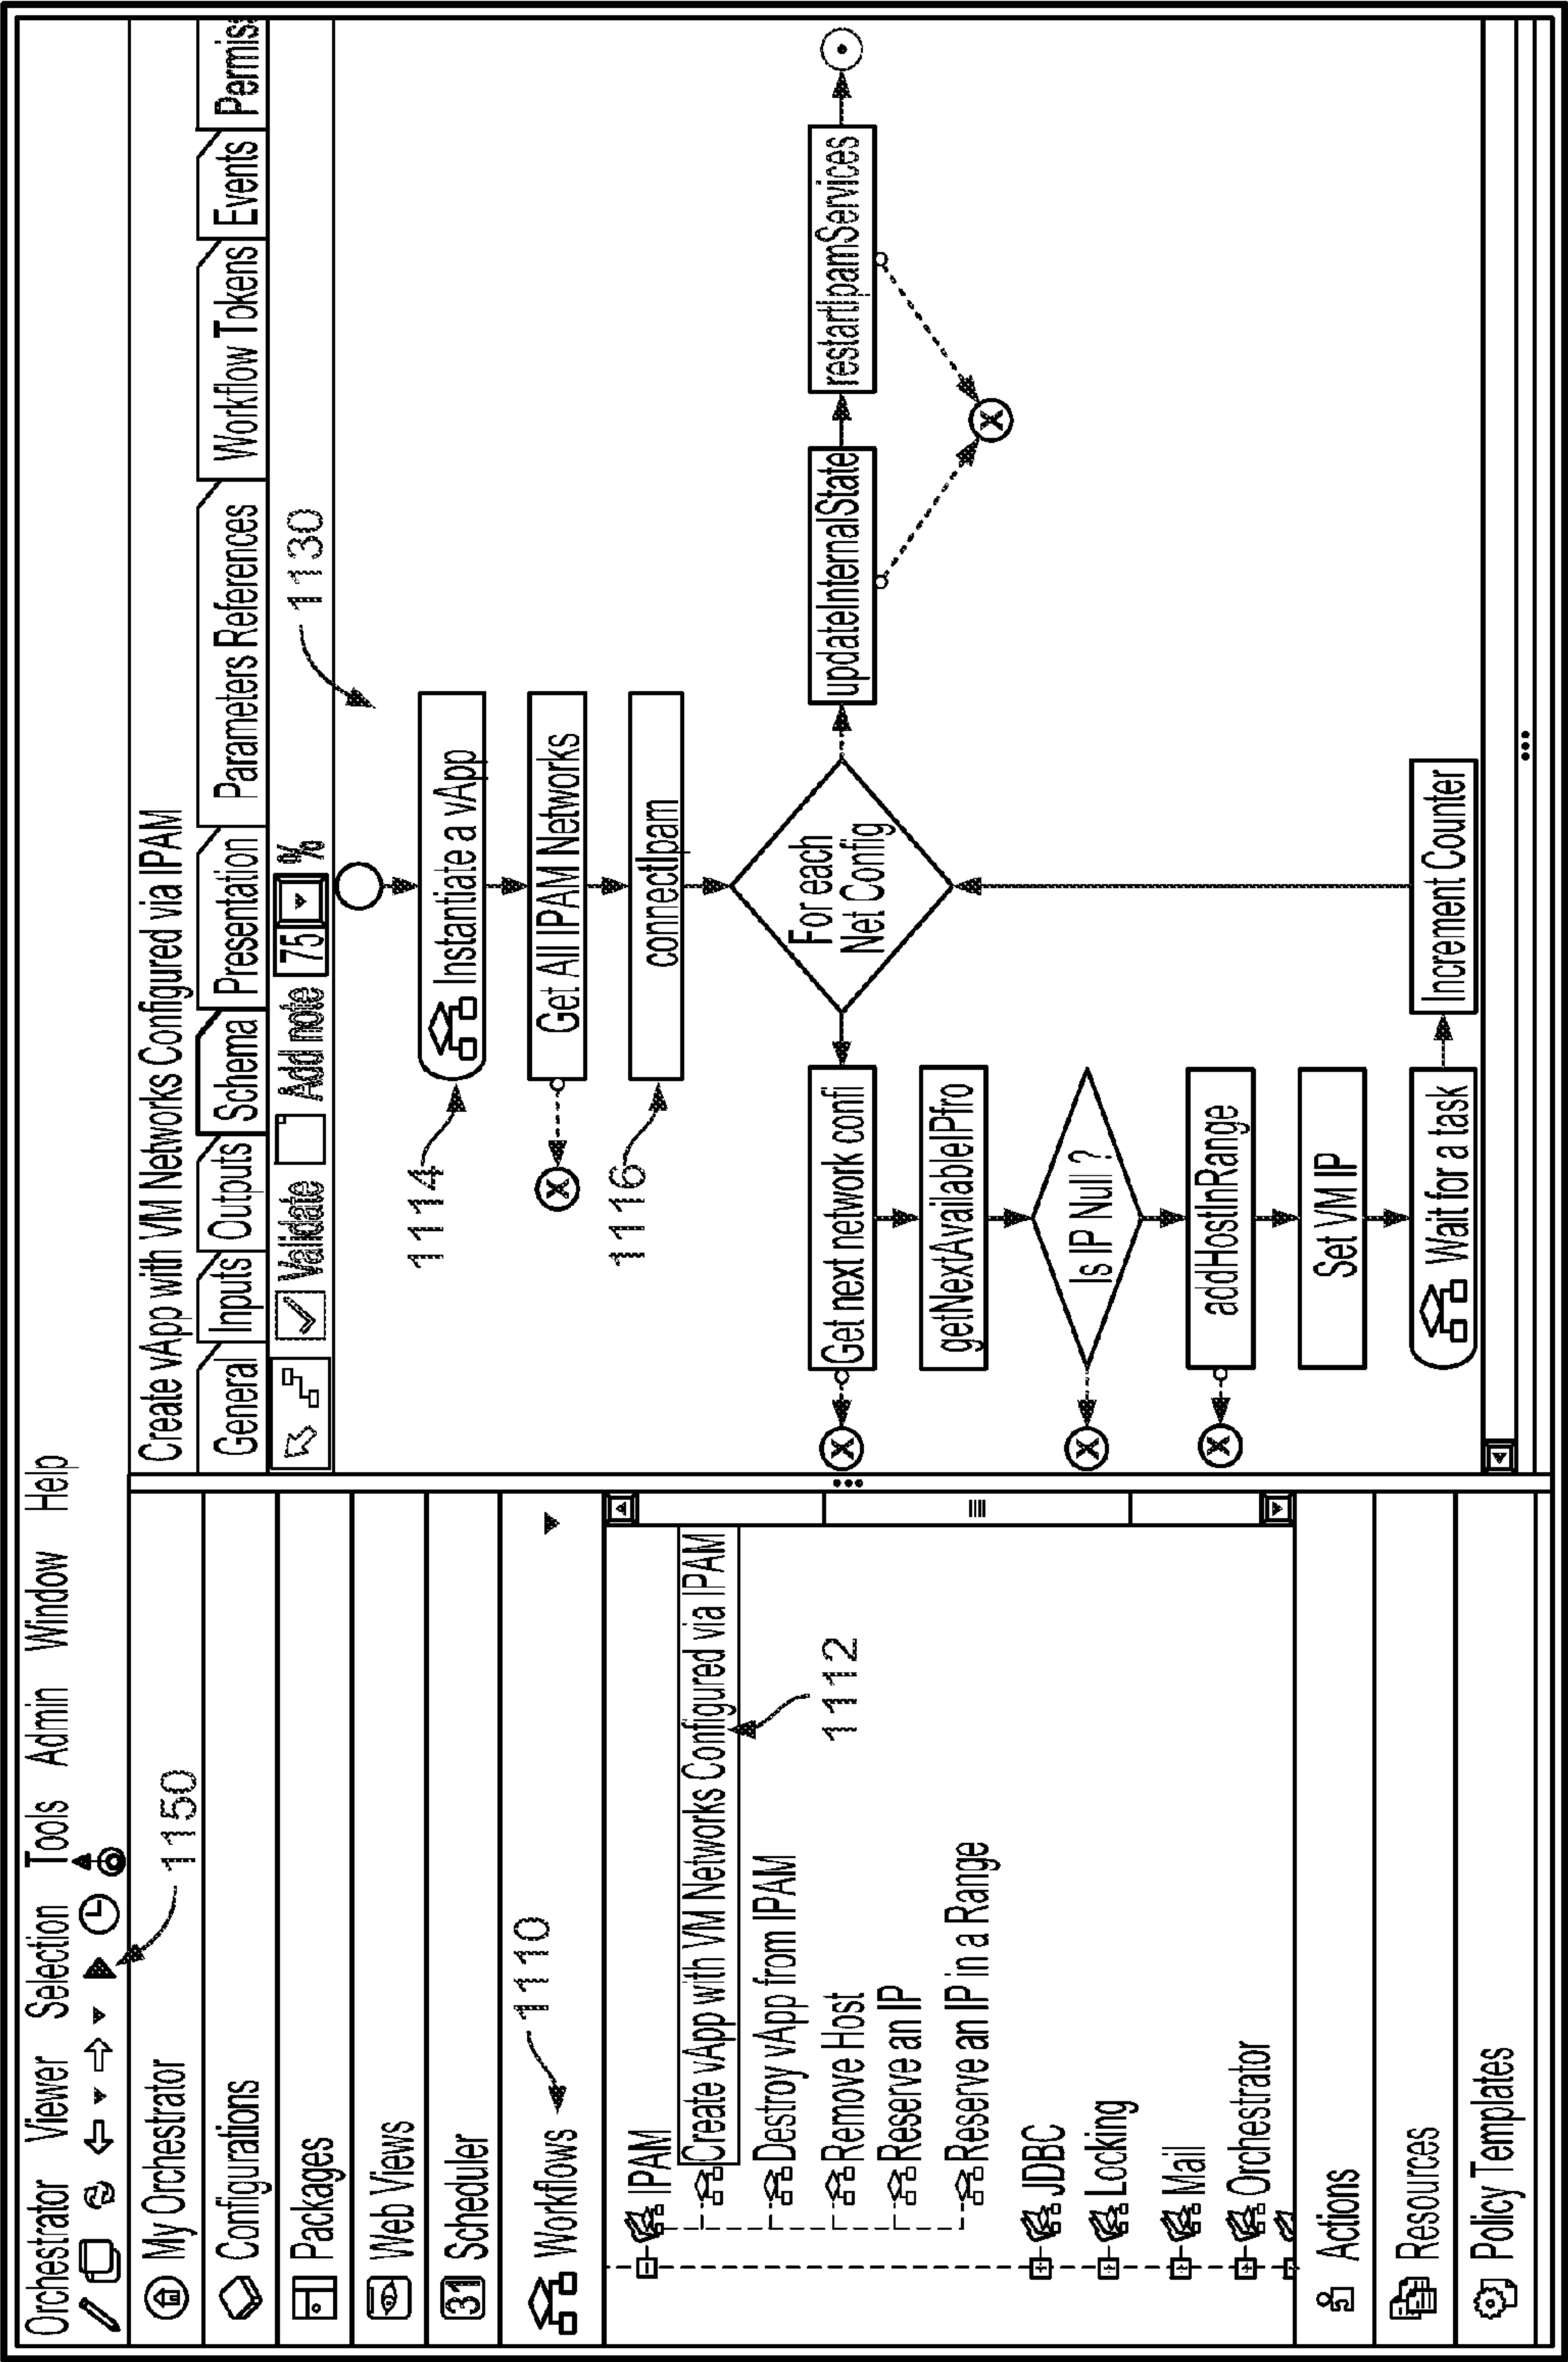 Orchestrator Viewer Selection Tools Admin Window Help
1150
My Orchestrator
Configurations
Packages
Web Views
31 Scheduler
1110
Workflows
IPAM
Create vApp with VM Networks Configured via IPAM
Destroy vApp from IPAM
1112
Remove Host
Reserve an IP
Reserve an IP in a Range
JDBC
Locking
Mail
Orchestrator
Actions
Resources
Policy Templates
Create vApp with VM Networks Configured via IPAM
General Inputs Outputs Schema Presentation Parameters References Workflow Tokens Events Permiss
Validate Add note 75 %
1130
1114
Instantiate a vApp
X
Get All IPAM Networks
1116
connectIpam
For each
Net Config
X
Get next network confi
updateInternalState
restartIpamServices
getNextAvailableIPfro
X
X
Is IP Null ?
X
addHostInRange
Set VM IP
Wait for a task
Increment Counter